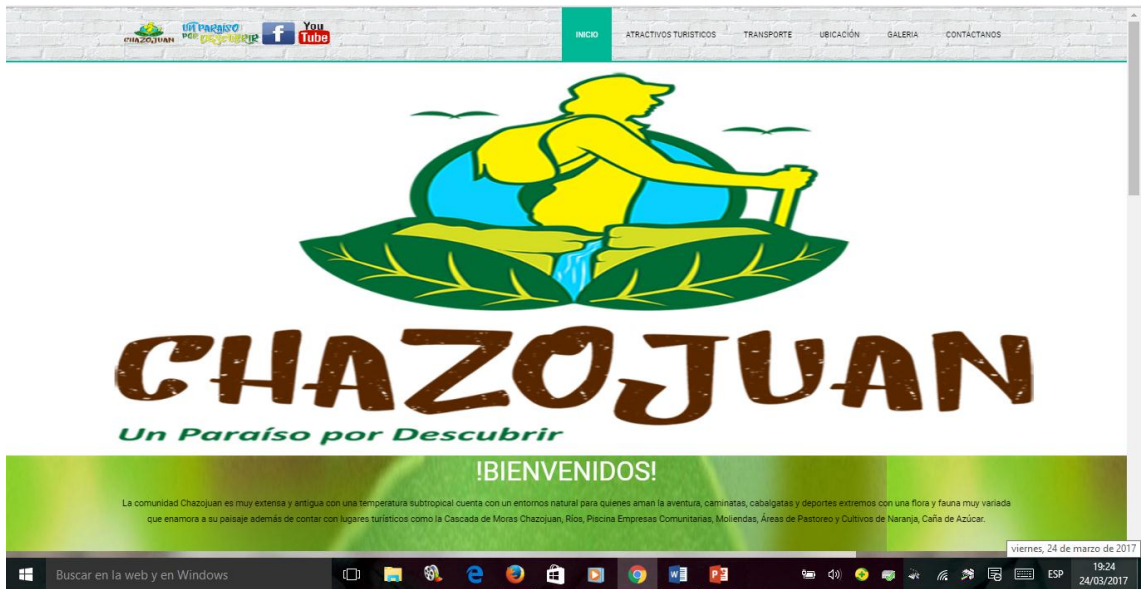 CHAZOJUAN UN PARAÍSO POR DESCUBRIR f You Tube
INICIO ATRACTIVOS TURISTICOS TRANSPORTE UBICACIÓN GALERIA CONTÁCTANOS
CHAZOJUAN
Un Paraíso por Descubrir
!BIENVENIDOS!
La comunidad Chazojuan es muy extensa y antigua con una temperatura subtropical cuenta con un entornos natural para quienes aman la aventura, caminatas, cabalgatas y deportes extremos con una flora y fauna muy variada
que enamora a su paisaje además de contar con lugares turísticos como la Cascada de Moras Chazojuan, Ríos, Piscina Empresas Comunitarias, Moliendas, Áreas de Pastoreo y Cultivos de Naranja, Caña de Azúcar.
viernes, 24 de marzo de 2017
Buscar en la web y en Windows
ESP
19:24
24/03/2017